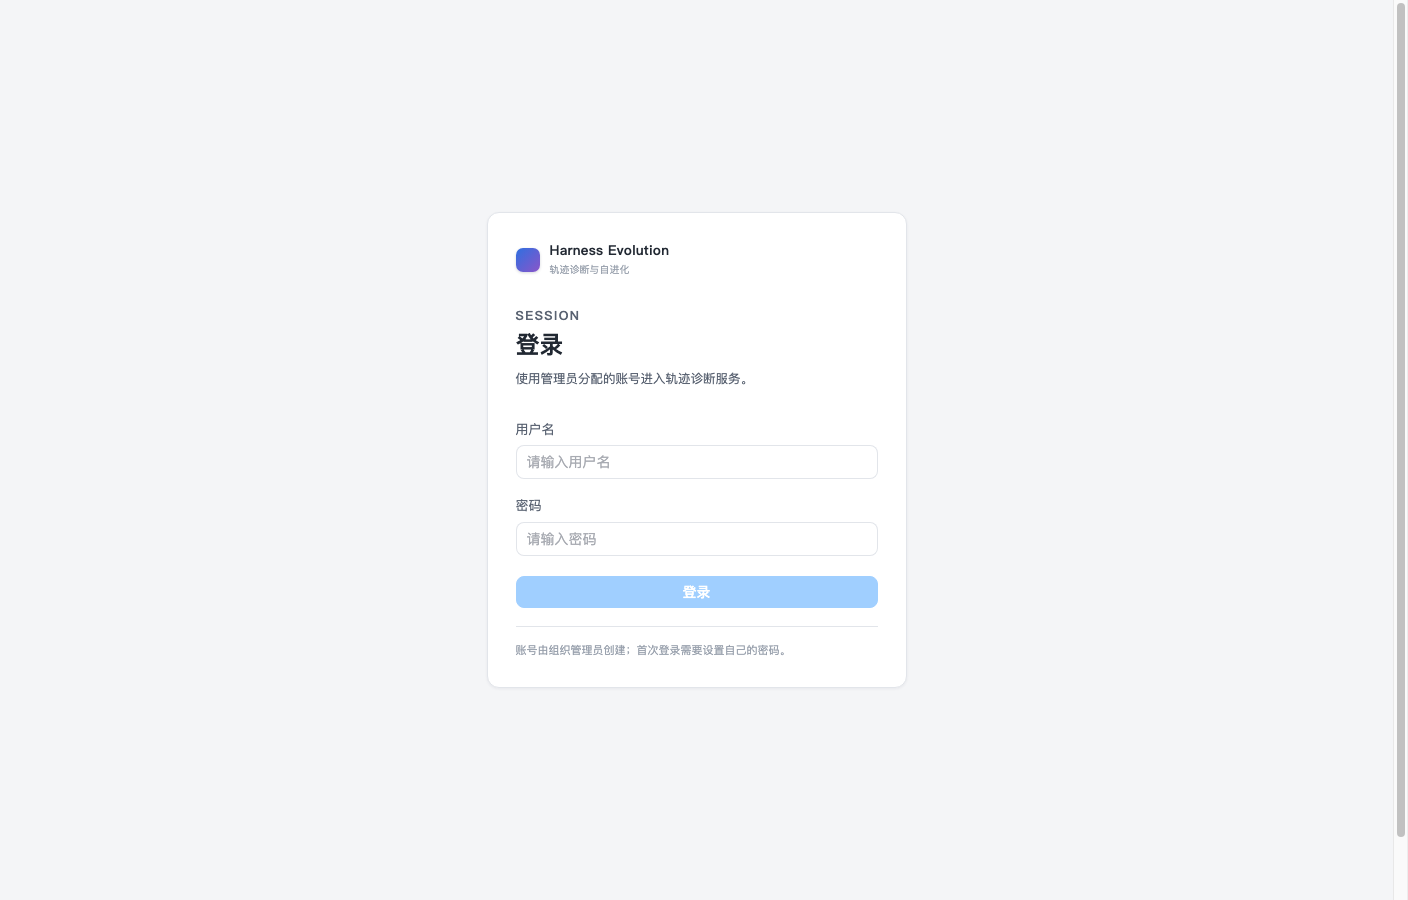 Harness Evolution
轨迹诊断与自进化
SESSION
登录
使用管理员分配的账号进入轨迹诊断服务。
用户名
请输入用户名
密码
请输入密码
登录
账号由组织管理员创建；首次登录需要设置自己的密码。